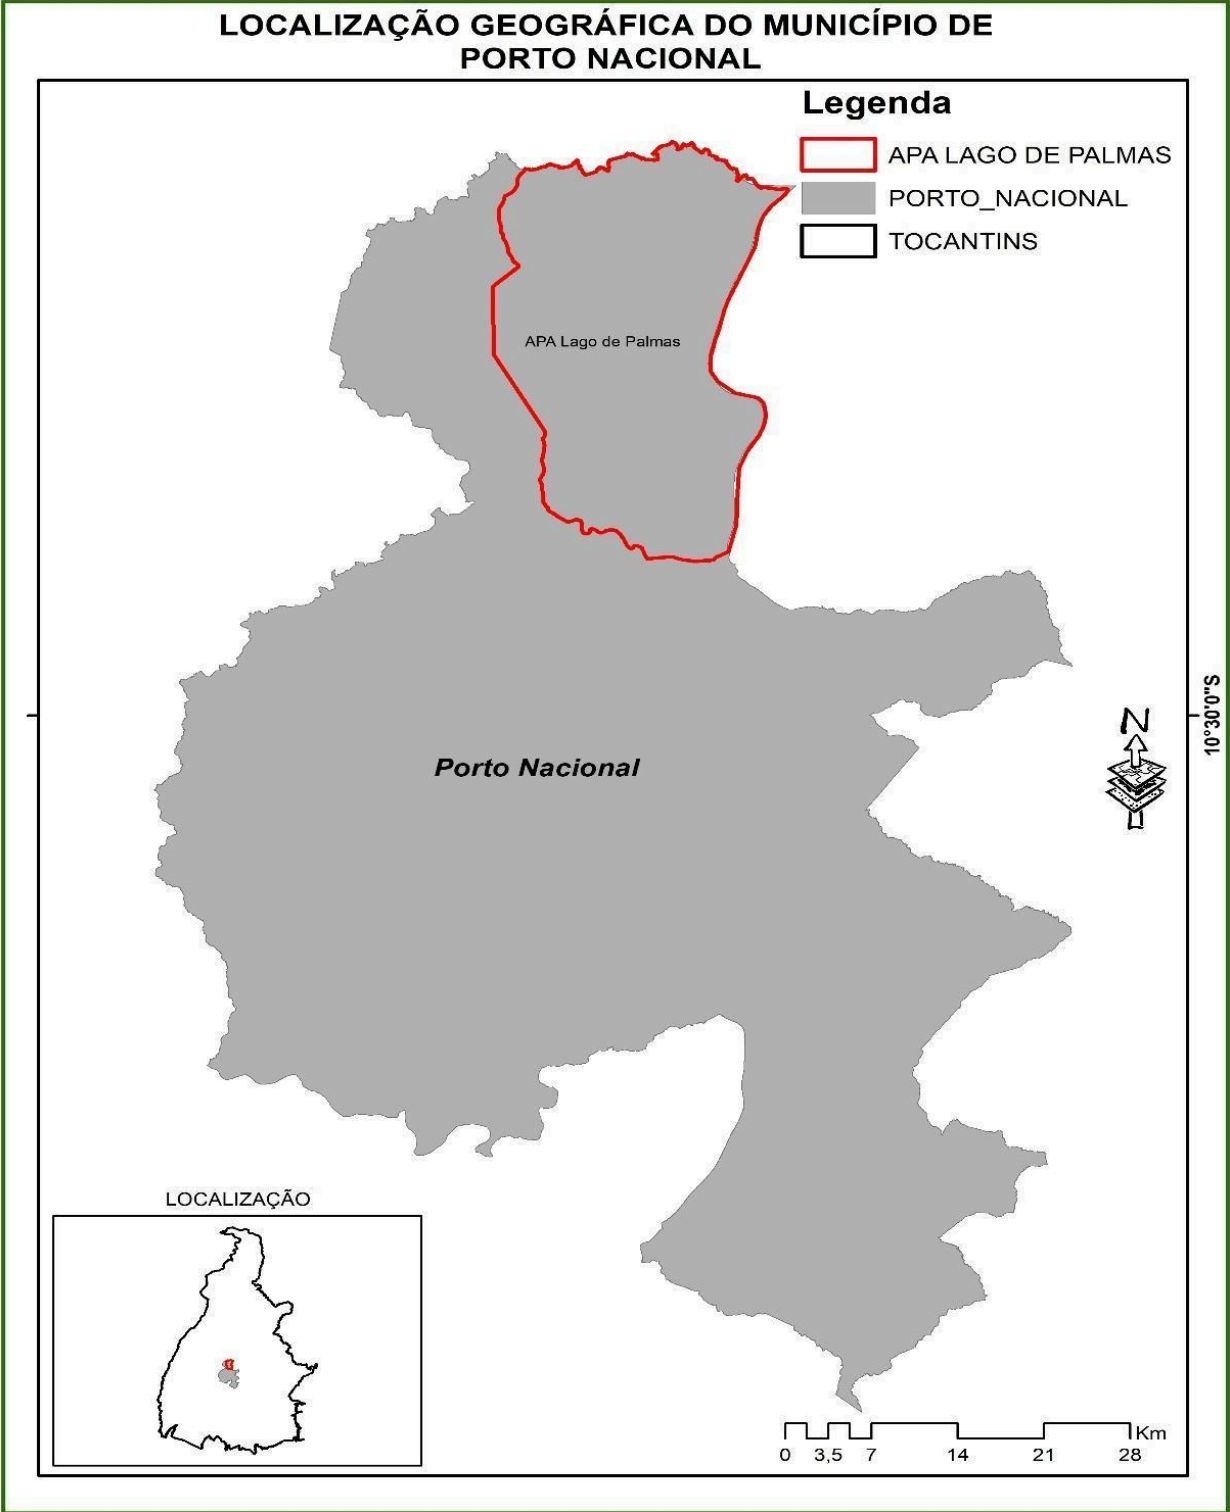 LOCALIZAÇÃO GEOGRÁFICA DO MUNICÍPIO DE
PORTO NACIONAL
Legenda
APA LAGO DE PALMAS
PORTO_NACIONAL
TOCANTINS
APA Lago de Palmas
Porto Nacional
10°30'0"S
N
LOCALIZAÇÃO
Km
0 3,5 7 14 21 28